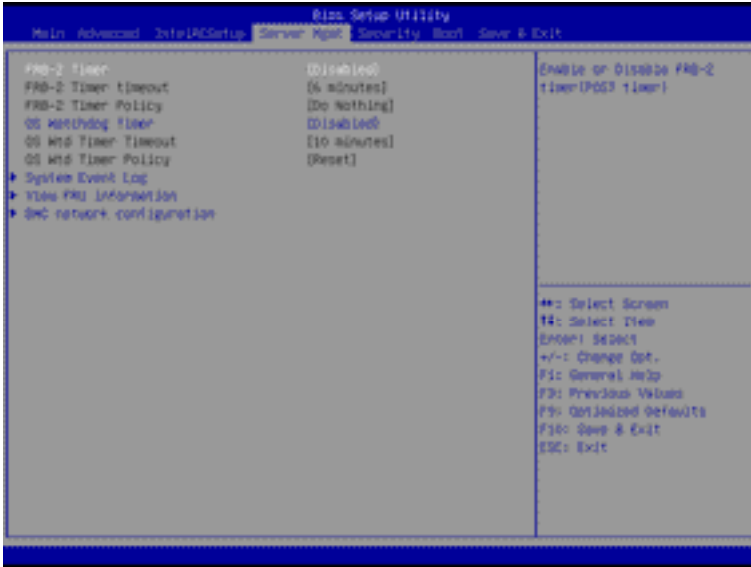 Bios Setup Utility
Main Advanced IntelRCSetup Server Mgmt Security Boot Save & Exit
FRB-2 Timer [Disabled]
FRB-2 Timer timeout [6 minutes]
FRB-2 Timer Policy [Do Nothing]
OS Watchdog Timer [Disabled]
OS Wtd Timer Timeout [10 minutes]
OS Wtd Timer Policy [Reset]
System Event Log
View FRU information
BMC network configuration
Enable or Disable FRB-2
timer(POST timer)
: Select Screen
: Select Item
Enter: Select
+/-: Change Opt.
F1: General Help
: Previous Values
F9: Optimized Defaults
F10: Save & Exit
ESC: Exit